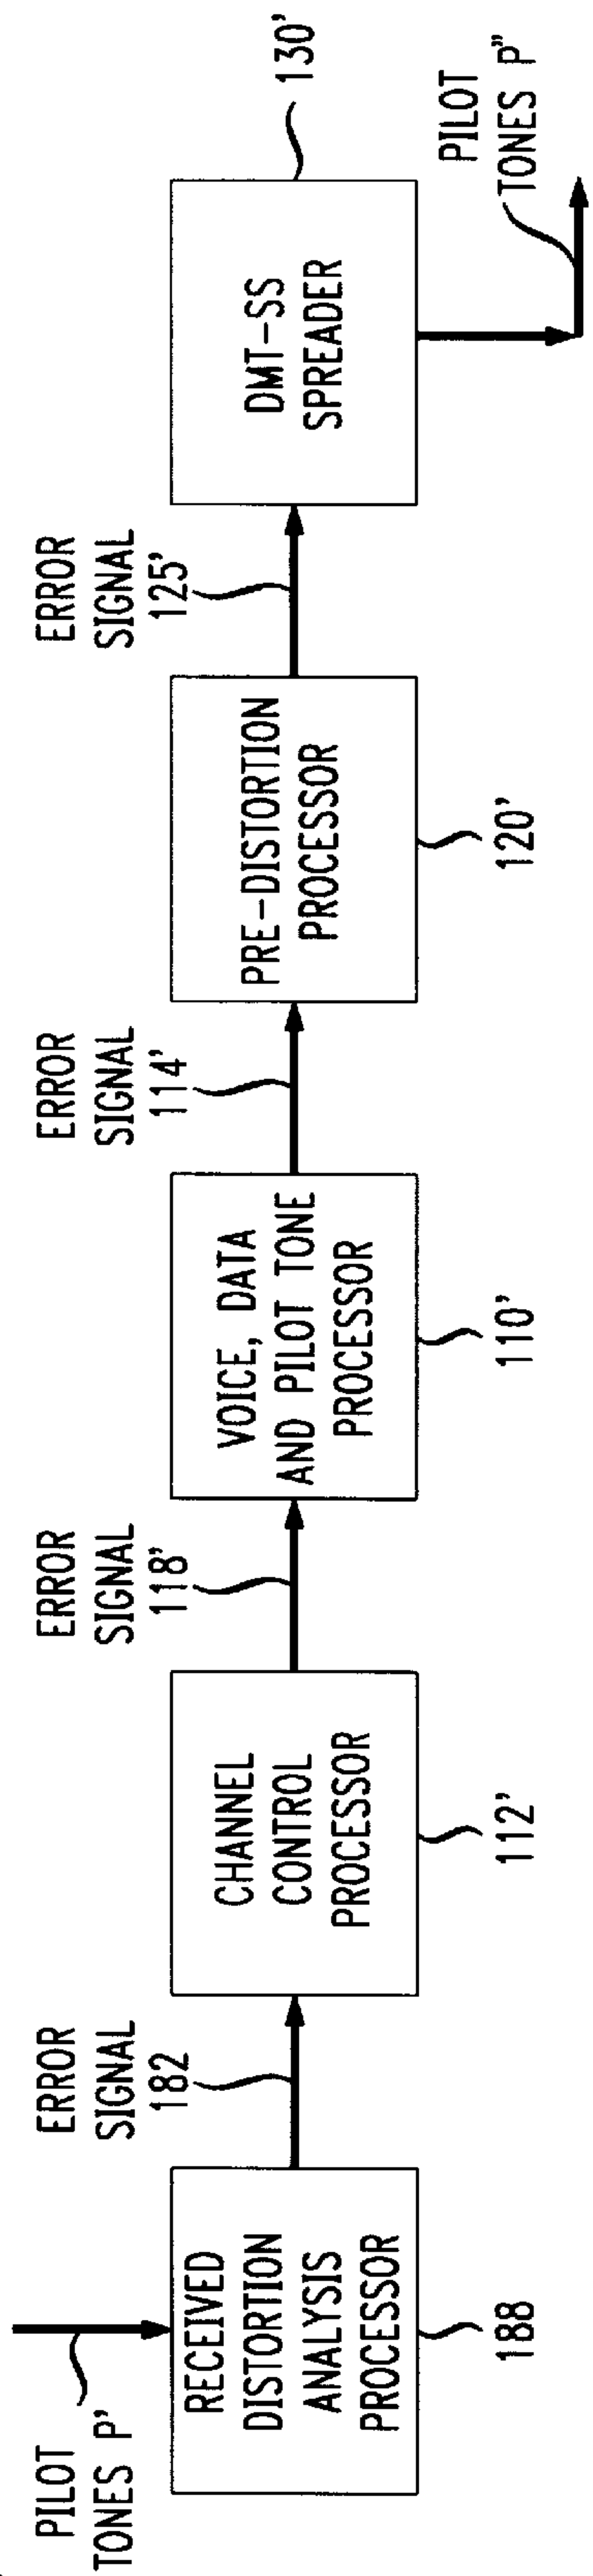 PILOT
TONES P'
RECEIVED
DISTORTION
ANALYSIS
PROCESSOR
188
ERROR
SIGNAL
182
CHANNEL
CONTROL
PROCESSOR
112'
ERROR
SIGNAL
118'
VOICE, DATA
AND PILOT TONE
PROCESSOR
110'
ERROR
SIGNAL
114'
PRE-DISTORTION
PROCESSOR
120'
ERROR
SIGNAL
125'
DMT-SS
SPREADER
130'
PILOT
TONES P"